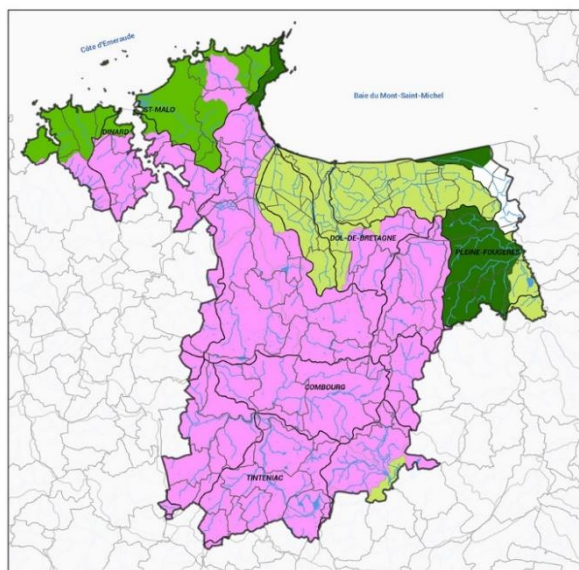 Côte d'Emeraude
Baie du Mont-Saint-Michel
ST-MALO
DINARD
DOL-DE-BRETAGNE
PLEINE-FOUGERES
COMBOURG
TINTENIAC